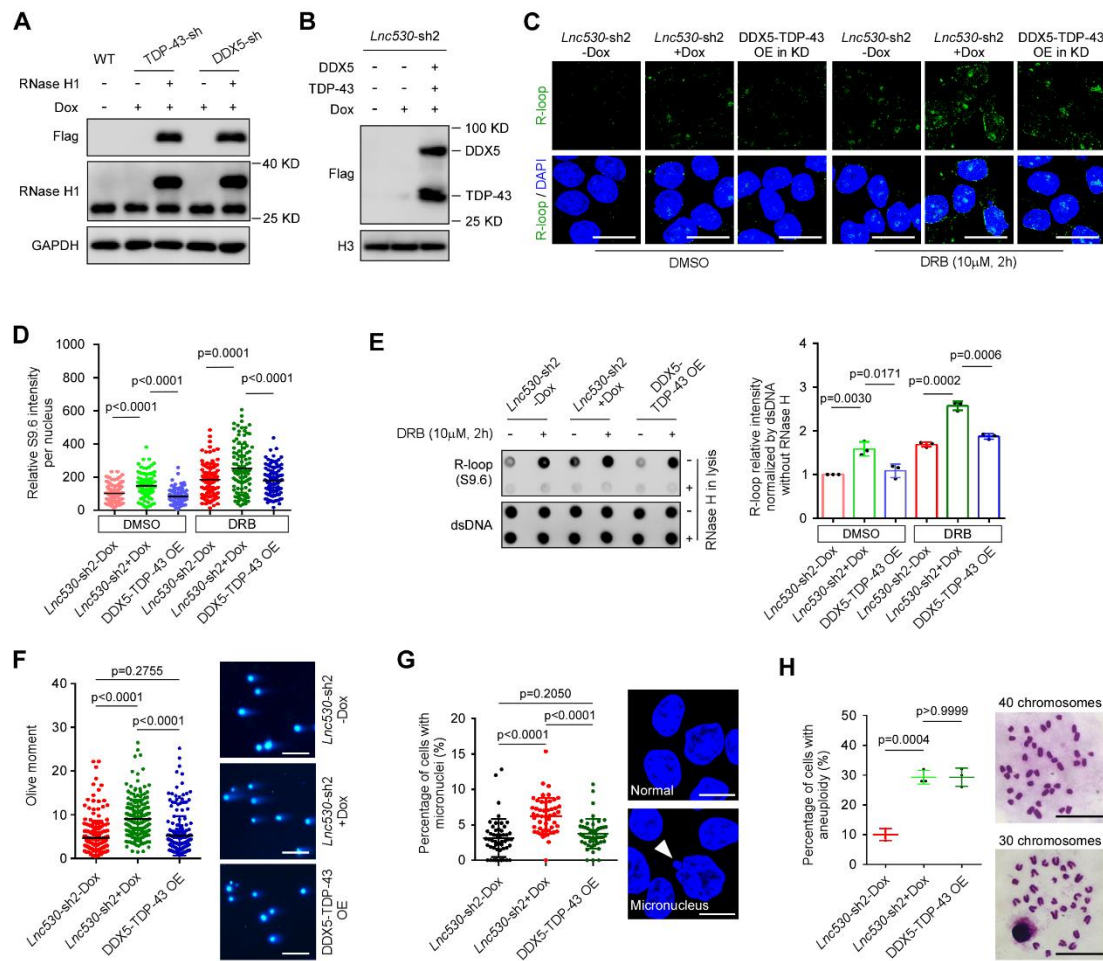 A
WT
TDP-43-sh
DDX5-sh
RNase H1 - - + - +
Dox - + + + +
Flag
40 KD
RNase H1
25 KD
GAPDH
B
Lnc530-sh2
DDX5 - - +
TDP-43 - - +
Dox - + +
100 KD
DDX5
Flag
TDP-43
25 KD
H3
C
Lnc530-sh2 -Dox
Lnc530-sh2 +Dox
DDX5-TDP-43 OE in KD
Lnc530-sh2 -Dox
Lnc530-sh2 +Dox
DDX5-TDP-43 OE in KD
R-loop
R-loop / DAPI
DMSO
DRB (10μM, 2h)
D
Relative S9.6 intensity
per nucleus
1000
800
600
400
200
0
p<0.0001
p<0.0001
p=0.0001
p<0.0001
DMSO
DRB
Lnc530-sh2-Dox
Lnc530-sh2+Dox
DDX5-TDP-43 OE
Lnc530-sh2-Dox
Lnc530-sh2+Dox
DDX5-TDP-43 OE
E
Lnc530-sh2
-Dox
Lnc530-sh2
+Dox
DDX5-
TDP-43 OE
DRB (10μM, 2h) - + - + - +
R-loop
(S9.6)
-
+
dsDNA
-
+
RNase H in lysis
R-loop relative intensity
normalized by dsDNA
without RNase H
4
3
2
1
0
p=0.0030
p=0.0171
p=0.0002
p=0.0006
DMSO
DRB
Lnc530-sh2-Dox
Lnc530-sh2+Dox
DDX5-TDP-43 OE
Lnc530-sh2-Dox
Lnc530-sh2+Dox
DDX5-TDP-43 OE
F
Olive moment
40
30
20
10
0
p=0.2755
p<0.0001
p<0.0001
Lnc530-sh2-Dox
Lnc530-sh2+Dox
DDX5-TDP-43 OE
Lnc530-sh2
-Dox
Lnc530-sh2
+Dox
DDX5-TDP-43
OE
G
Percentage of cells with
micronuclei (%)
20
15
10
5
0
p=0.2050
p<0.0001
p<0.0001
Lnc530-sh2-Dox
Lnc530-sh2+Dox
DDX5-TDP-43 OE
Normal
Micronucleus
H
Percentage of cells with
aneupioidy (%)
50
40
30
20
10
0
p=0.0004
p>0.9999
Lnc530-sh2-Dox
Lnc530-sh2+Dox
DDX5-TDP-43 OE
40 chromosomes
30 chromosomes